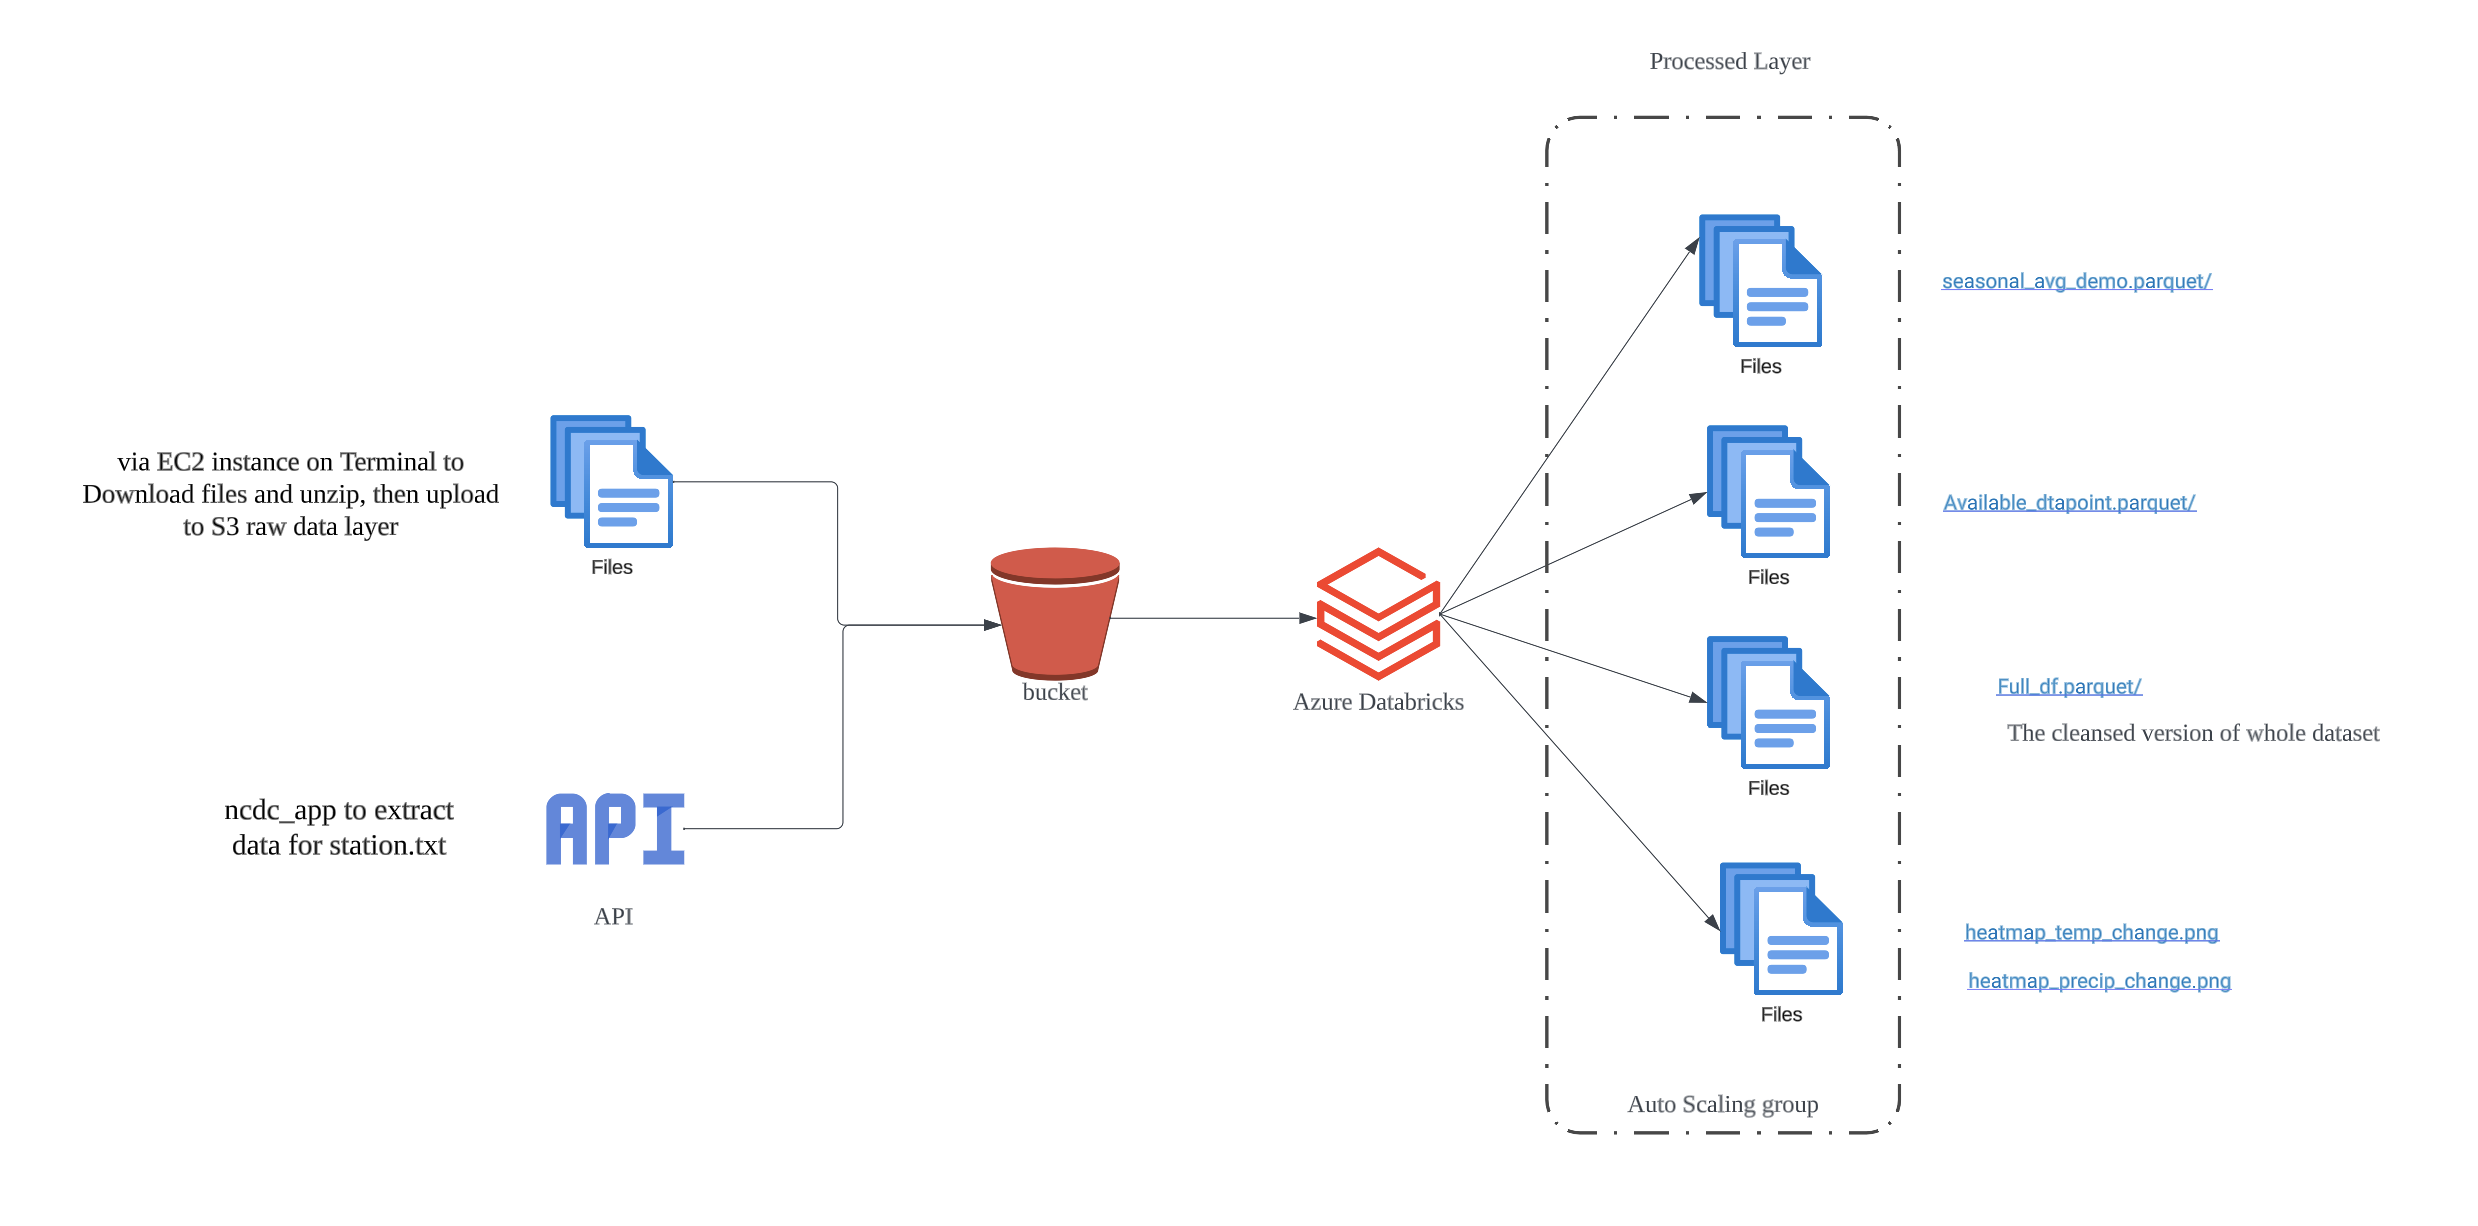 Processed Layer
seasonal_avg_demo.parquet/
Files
via EC2 instance on Terminal to
Download files and unzip, then upload
to S3 raw data layer
Files
Available_dtapoint.parquet/
Files
bucket
Azure Databricks
Full_df.parquet/
The cleansed version of whole dataset
Files
ncdc_app to extract
data for station.txt
API
API
heatmap_temp_change.png
heatmap_precip_change.png
Files
Auto Scaling group